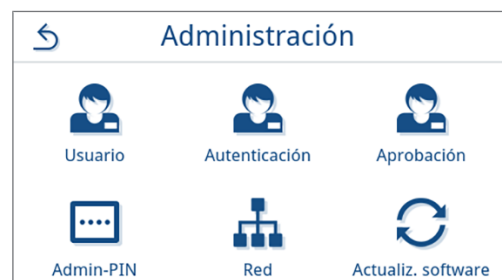 Administración
Usuario Autenticación Aprobación
Admin-PIN Red Actualiz. software